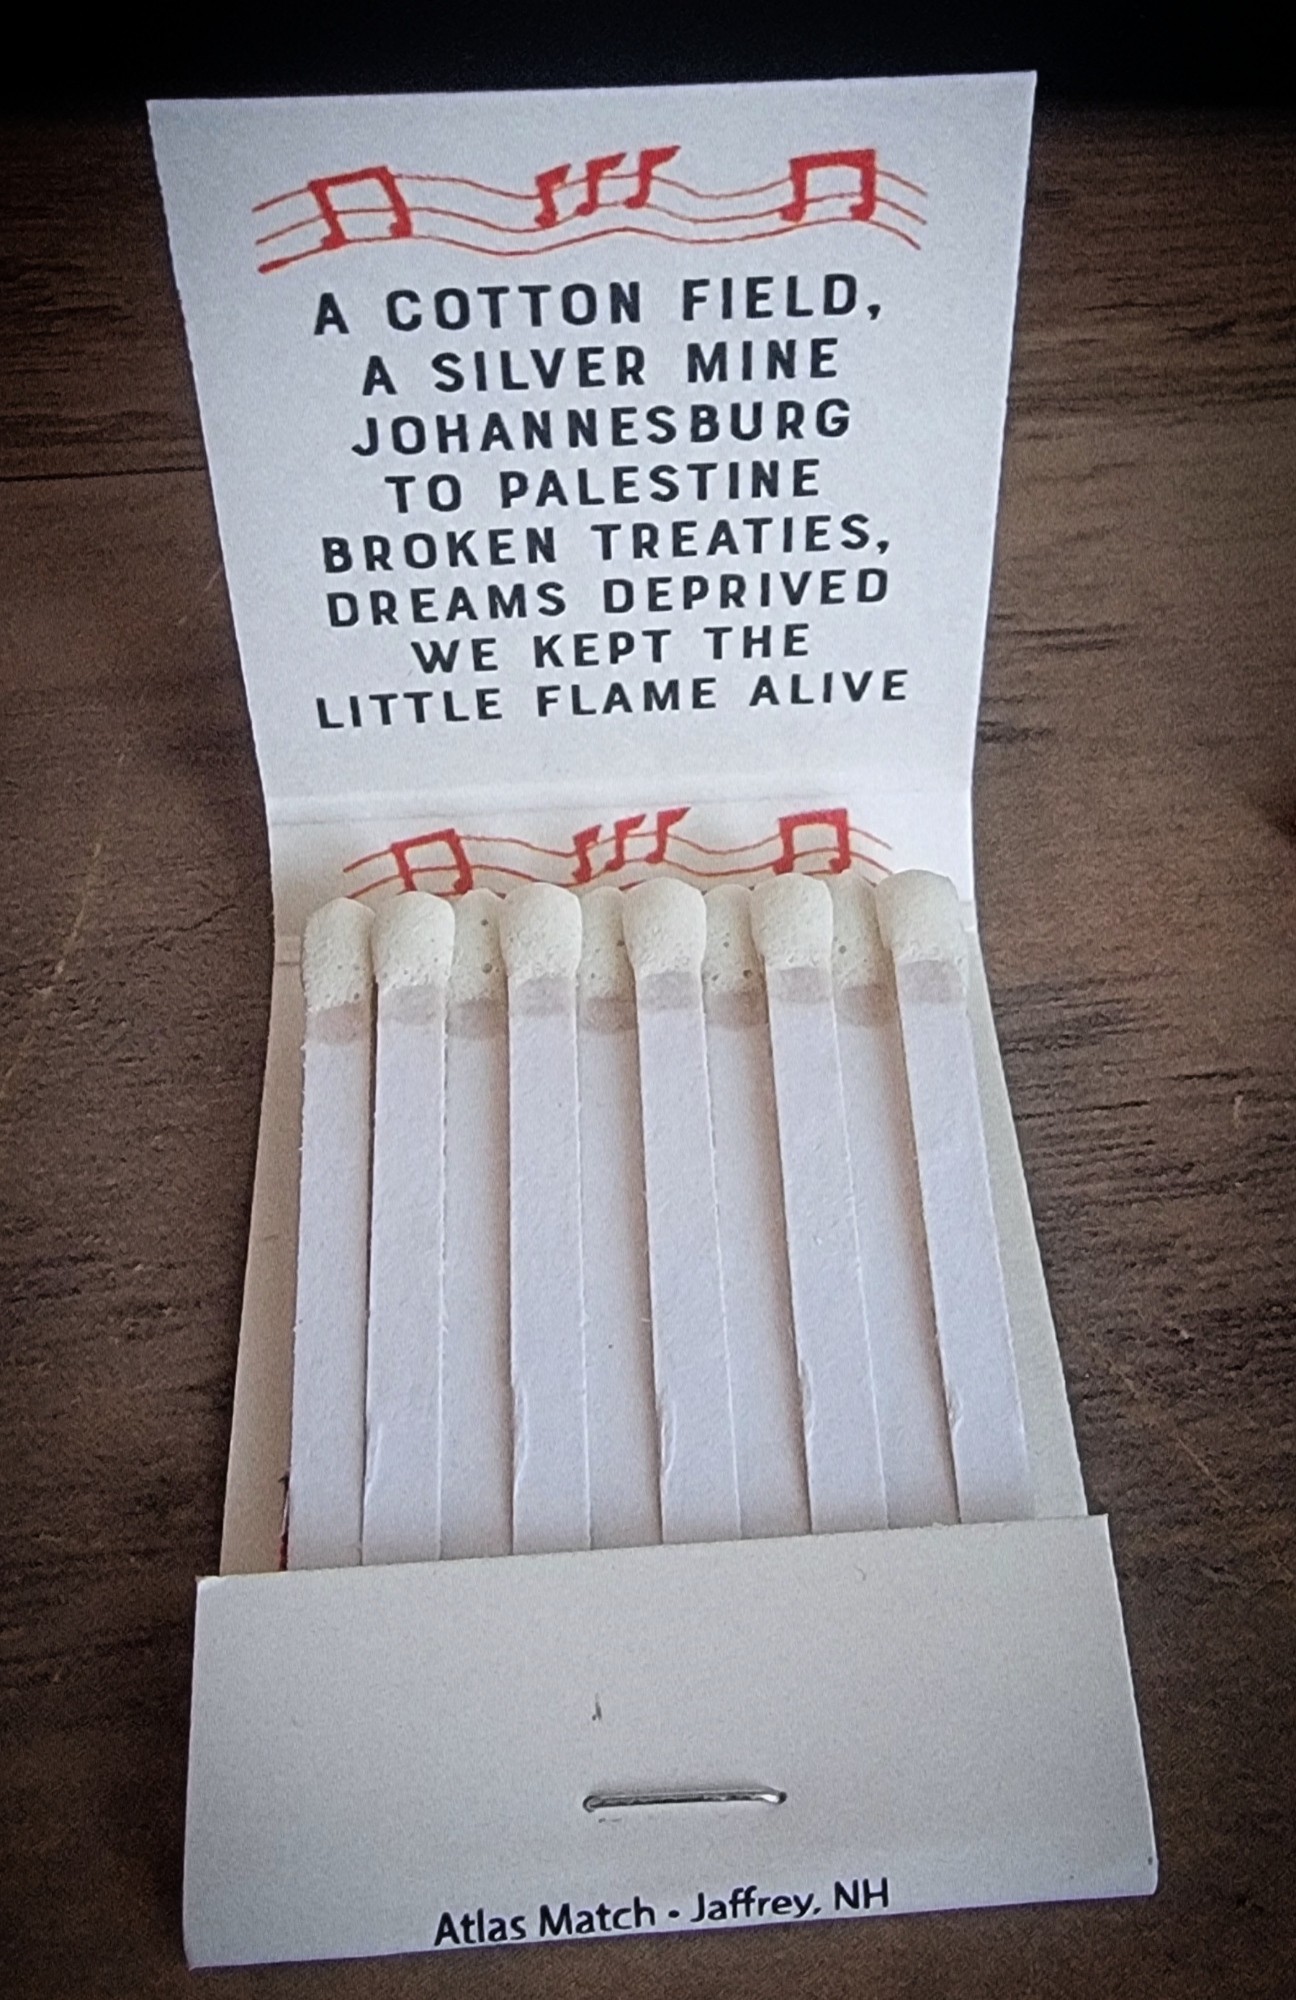 A COTTON FIELD,
A SILVER MINE
JOHANNESBURG
TO PALESTINE
BROKEN TREATIES,
DREAMS DEPRIVED
WE KEPT THE
LITTLE FLAME ALIVE
Atlas Match • Jaffrey, NH